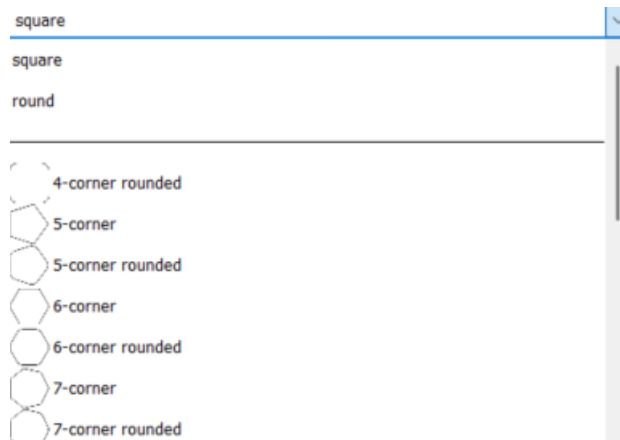 square
square
round
4-corner rounded
5-corner
5-corner rounded
6-corner
6-corner rounded
7-corner
7-corner rounded